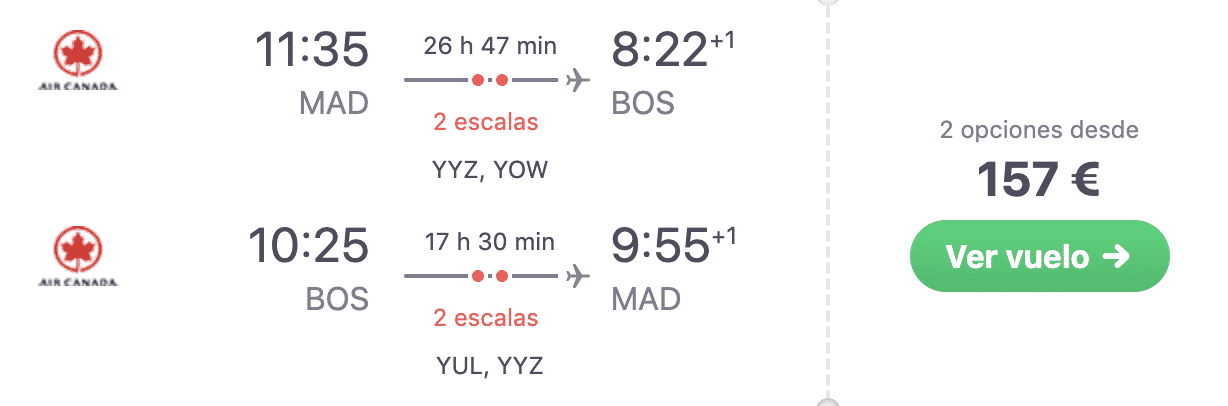 AIR CANADA
11:35
MAD
26 h 47 min
2 escalas
YYZ, YOW
8:22+1
BOS
AIR CANADA
10:25
BOS
17 h 30 min
2 escalas
YUL, YYZ
9:55+1
MAD
2 opciones desde
157 €
Ver vuelo →